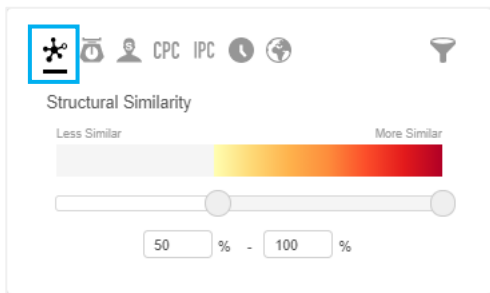 CPC IPC
Structural Similarity
Less Similar More Similar
50 % - 100 %